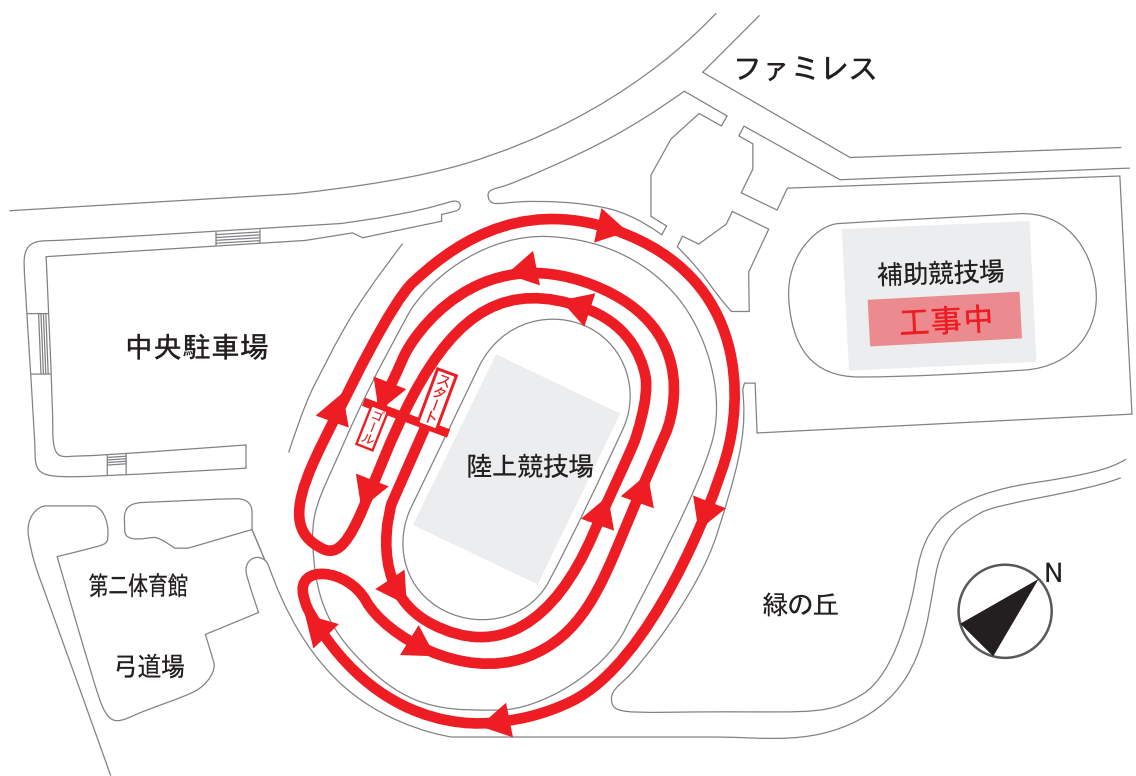 ファミレス
補助競技場
工事中
中央駐車場
スタート
ゴール
陸上競技場
第二体育館
弓道場
緑の丘
N